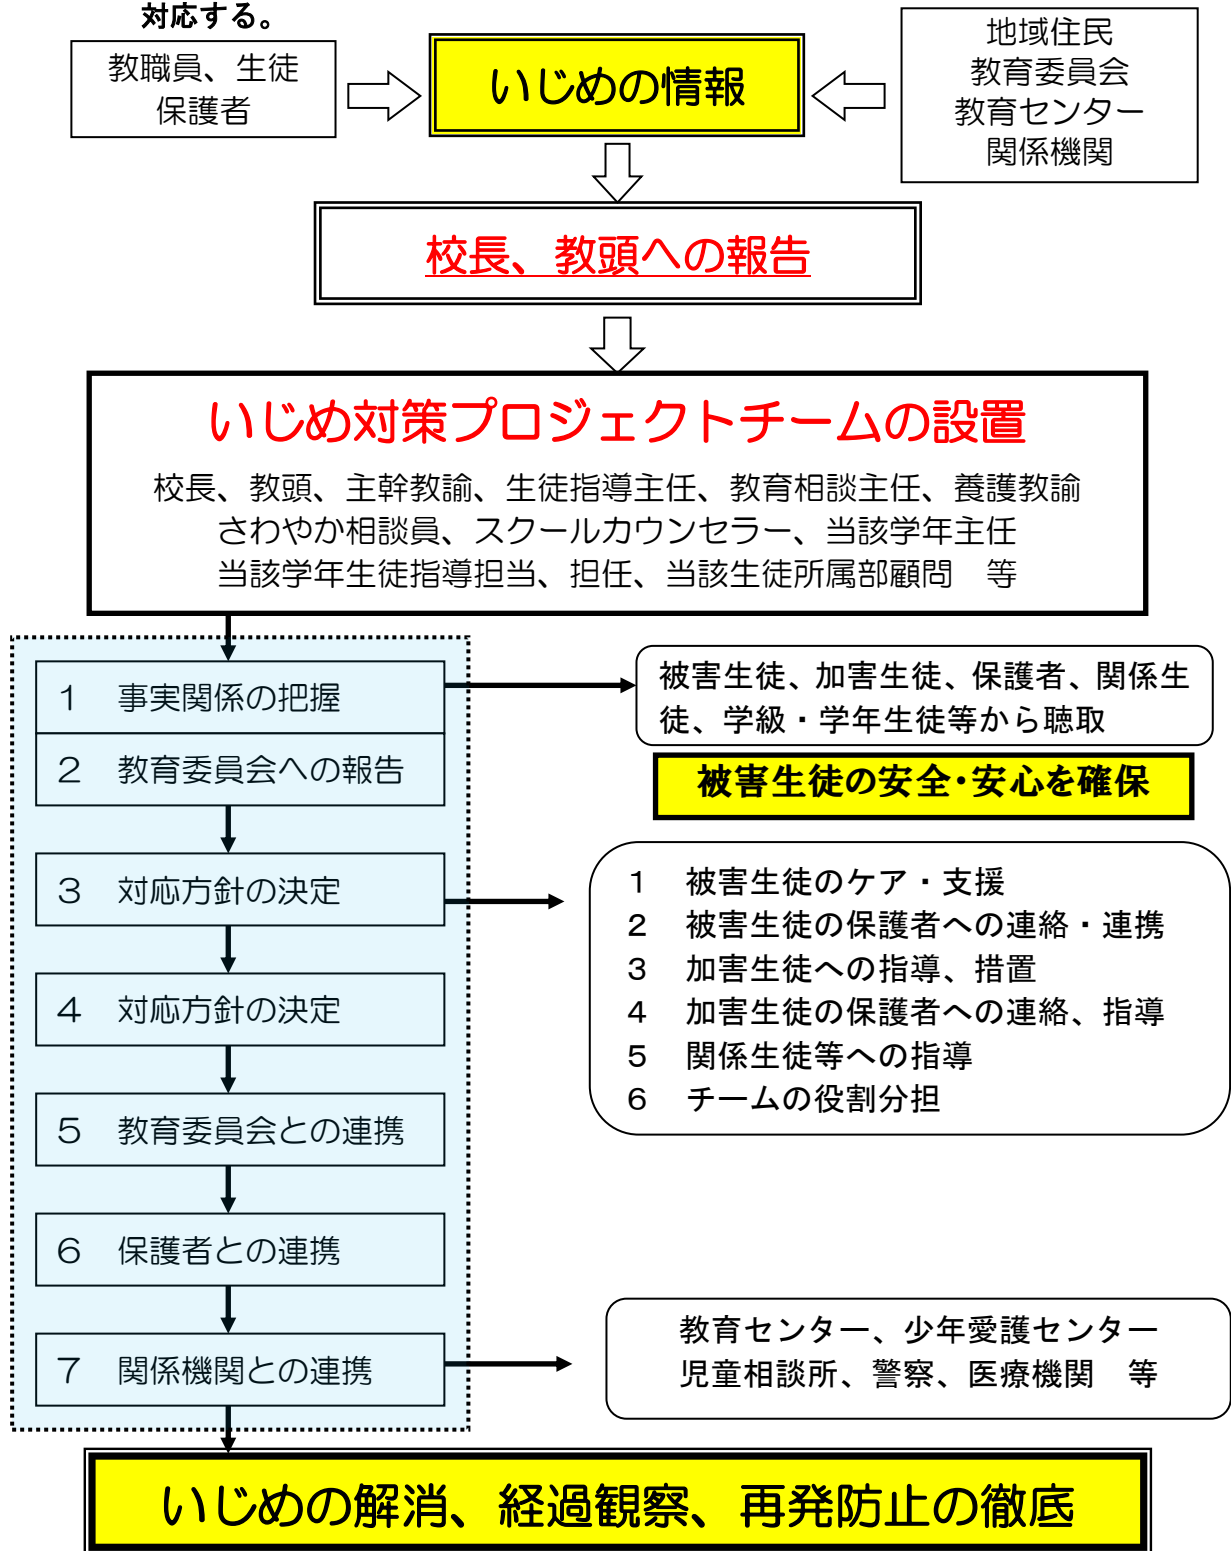 対応する。
教職員、生徒
保護者
いじめの情報
地域住民
教育委員会
教育センター
関係機関
校長、教頭への報告
いじめ対策プロジェクトチームの設置
校長、教頭、主幹教諭、生徒指導主任、教育相談主任、養護教諭
さわやか相談員、スクールカウンセラー、当該学年主任
当該学年生徒指導担当、担任、当該生徒所属部顧問　等
１　事実関係の把握
被害生徒、加害生徒、保護者、関係生
徒、学級・学年生徒等から聴取
２　教育委員会への報告
被害生徒の安全・安心を確保
３　対応方針の決定
１　被害生徒のケア・支援
２　被害生徒の保護者への連絡・連携
３　加害生徒への指導、措置
４　加害生徒の保護者への連絡、指導
５　関係生徒等への指導
６　チームの役割分担
４　対応方針の決定
５　教育委員会との連携
６　保護者との連携
７　関係機関との連携
教育センター、少年愛護センター
児童相談所、警察、医療機関　等
いじめの解消、経過観察、再発防止の徹底